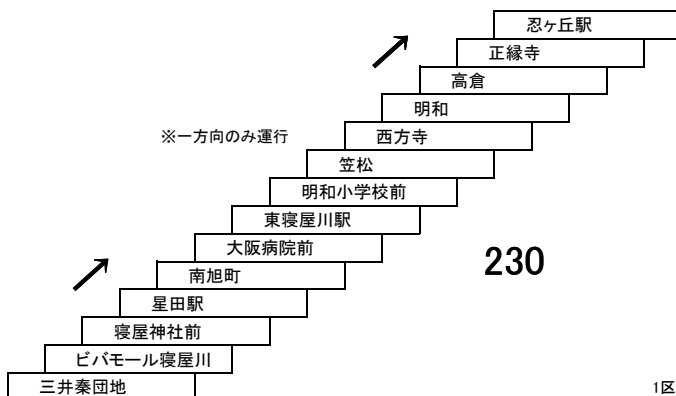 忍ヶ丘駅
正縁寺
高倉
明和
※一方向のみ運行
西方寺
笠松
明和小学校前
東寝屋川駅
大阪病院前
230
南旭町
星田駅
寝屋神社前
ビバモール寝屋川
三井秦団地
1区